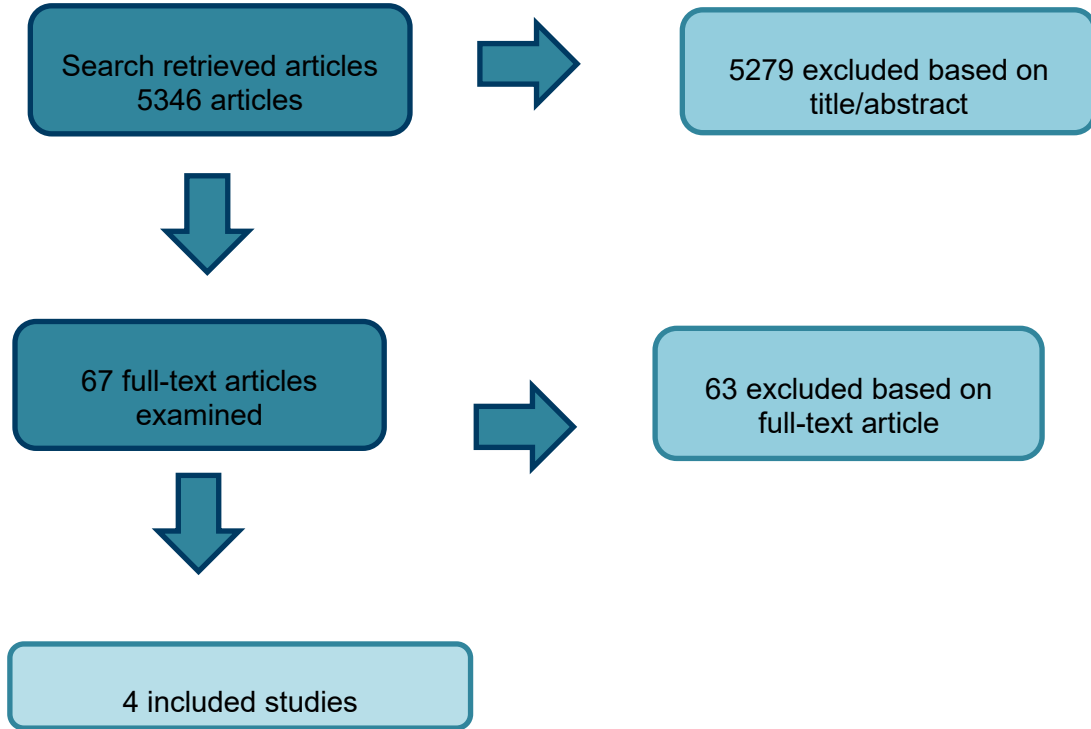 Search retrieved articles
5346 articles
5279 excluded based on
title/abstract
67 full-text articles
examined
63 excluded based on
full-text article
4 included studies